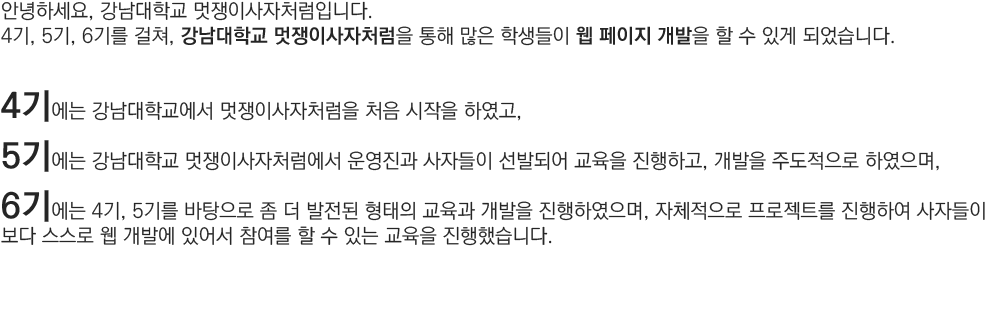 안녕하세요, 강남대학교 멋쟁이사자처럼입니다.
4기, 5기, 6기를 걸쳐, 강남대학교 멋쟁이사자처럼을 통해 많은 학생들이 웹 페이지 개발을 할 수 있게 되었습니다.
4기에는 강남대학교에서 멋쟁이사자처럼을 처음 시작을 하였고,
5기에는 강남대학교 멋쟁이사자처럼에서 운영진과 사자들이 선발되어 교육을 진행하고, 개발을 주도적으로 하였으며,
6기에는 4기, 5기를 바탕으로 좀 더 발전된 형태의 교육과 개발을 진행하였으며, 자체적으로 프로젝트를 진행하여 사자들이
보다 스스로 웹 개발에 있어서 참여를 할 수 있는 교육을 진행했습니다.